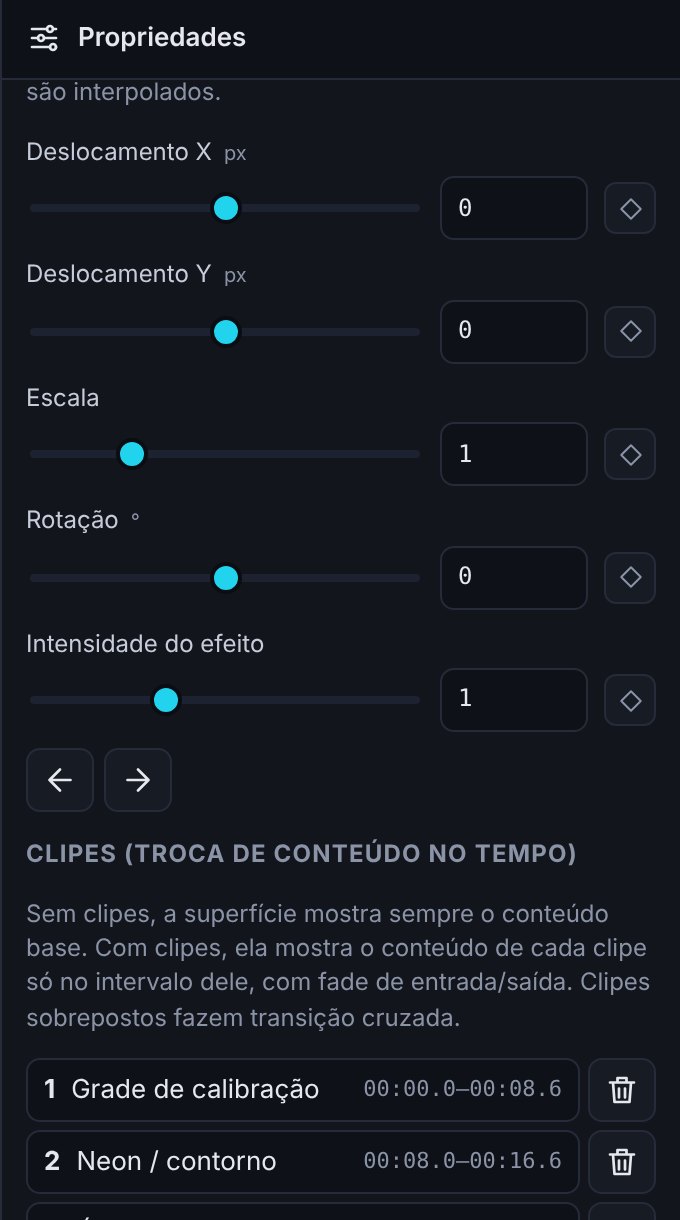 Propriedades
são interpolados.
Deslocamento X px
0
Deslocamento Y px
0
Escala
1
Rotação °
0
Intensidade do efeito
1
CLIPES (TROCA DE CONTEÚDO NO TEMPO)
Sem clipes, a superfície mostra sempre o conteúdo
base. Com clipes, ela mostra o conteúdo de cada clipe
só no intervalo dele, com fade de entrada/saída. Clipes
sobrepostos fazem transição cruzada.
1 Grade de calibração 00:00.0–00:08.6
2 Neon / contorno 00:08.0–00:16.6